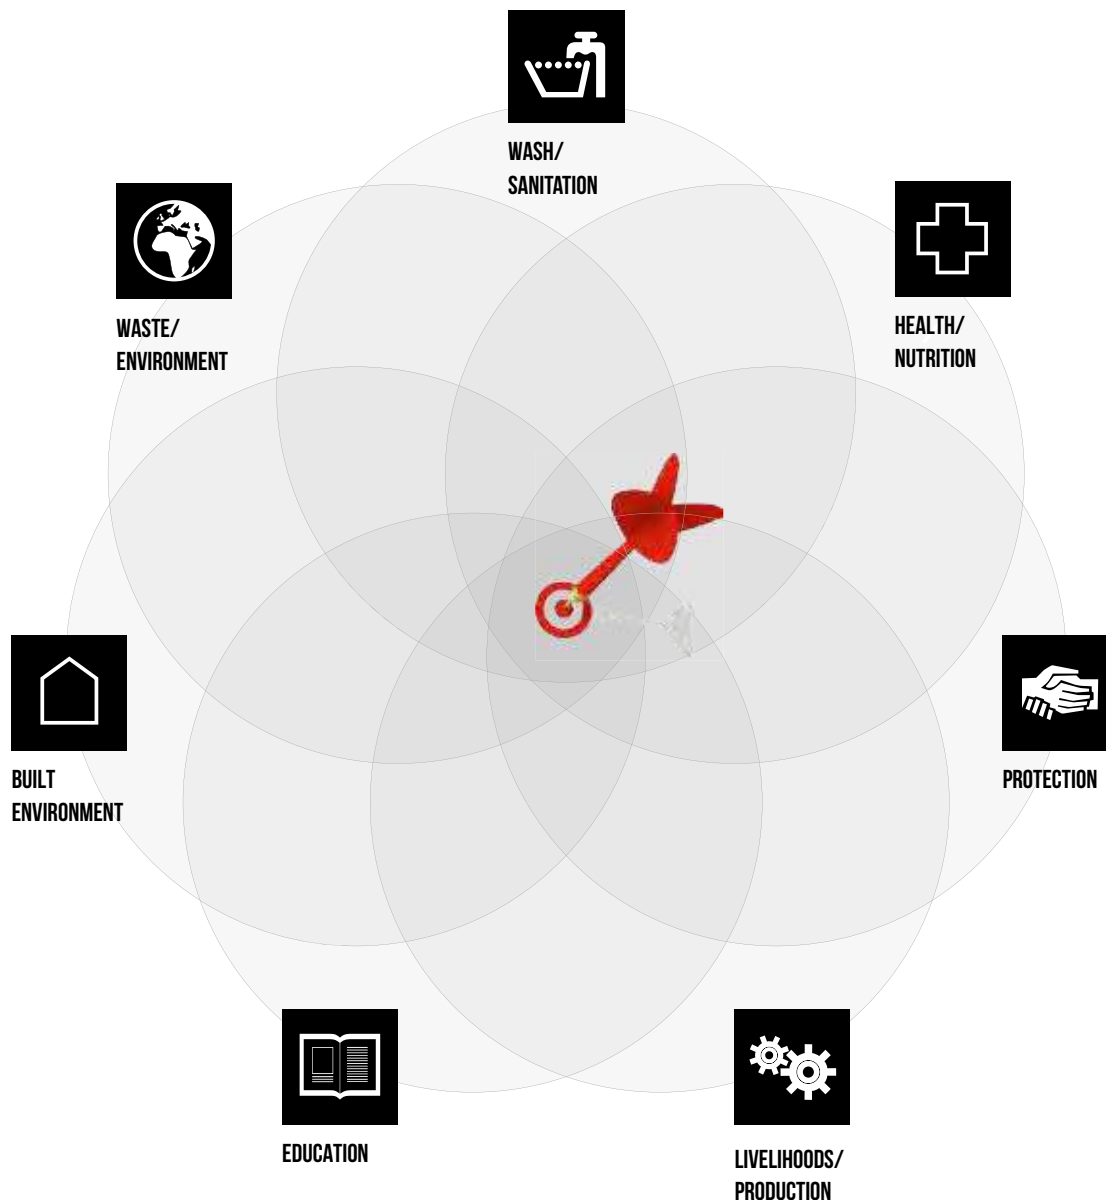 WASH/
SANITATION
WASTE/
ENVIRONMENT
HEALTH/
NUTRITION
BUILT
ENVIRONMENT
PROTECTION
EDUCATION
LIVELIHOODS/
PRODUCTION